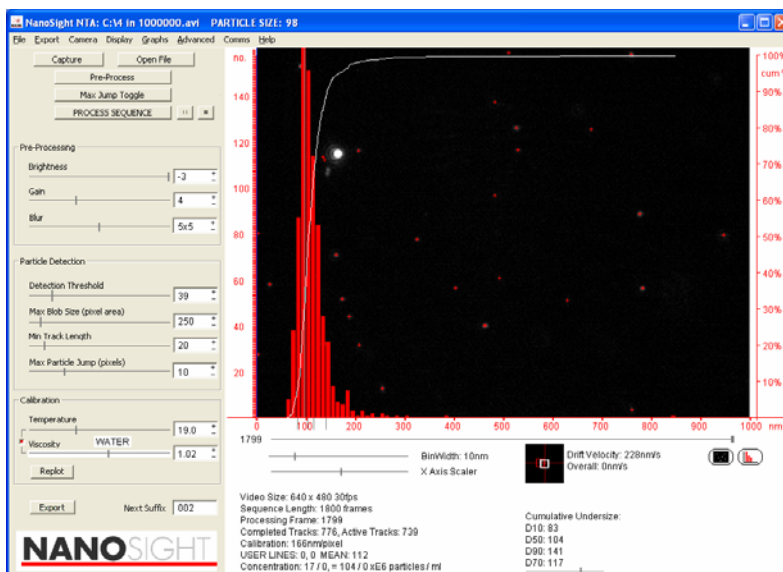 NanoSight NTA: C:\4 in 1000000.avi PARTICLE SIZE: 98
File Export Camera Display Graphs Advanced Comms Help
Capture Open File
Pre-Process
Max Jump Toggle
PROCESS SEQUENCE
Pre-Processing
Brightness
-3
Gain
4
Blur
5x5
Particle Detection
Detection Threshold
39
Max Blob Size (pixel area)
250
Min Track Length
20
Max Particle Jump (pixels)
10
Calibration
Temperature
19.0
Viscosity WATER
1.02
Replot
Export Next Suffix 002
NANOSIGHT
no.
140
120
100
80
60
40
20
100%
cum%
90%
80%
70%
60%
50%
40%
30%
20%
10%
0 100 200 300 400 500 600 700 800 900 1000 nm
1799
BinWidth: 10nm
X Axis Scaler
Drift Velocity: 228nm/s
Overall: 0nm/s
Video Size: 640 x 480 30fps
Sequence Length: 1800 frames
Processing Frame: 1799
Completed Tracks: 776, Active Tracks: 739
Calibration: 166nm/pixel
USER LINES: 0, 0 MEAN: 112
Concentration: 17 / 0, = 104 / 0 xE6 particles / ml
Cumulative Undersize:
D10: 83
D50: 104
D90: 141
D70: 117